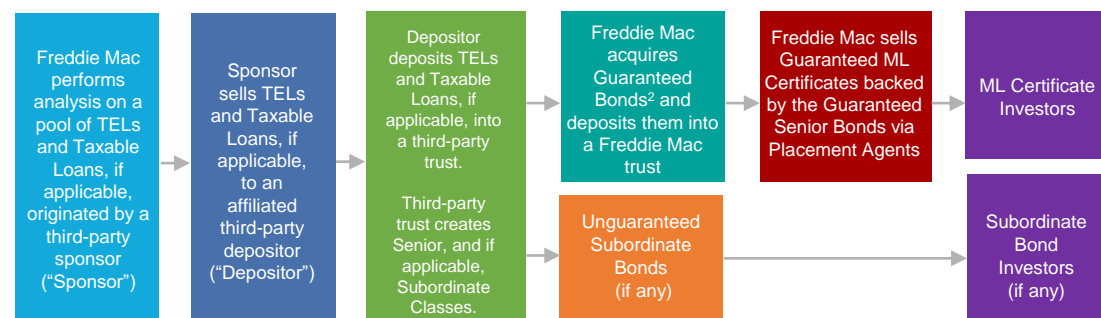 Freddie Mac
performs
analysis on a
pool of TELs
and Taxable
Loans, if
applicable,
originated by a
third-party
sponsor
(“Sponsor”)
Sponsor
sells TELs
and Taxable
Loans, if
applicable,
to an
affiliated
third-party
depositor
(“Depositor”)
Depositor
deposits TELs
and Taxable
Loans, if
applicable, into
a third-party
trust.
Third-party
trust creates
Senior, and if
applicable,
Subordinate
Classes.
Freddie Mac
acquires
Guaranteed
Bonds² and
deposits them into
a Freddie Mac
trust
Freddie Mac sells
Guaranteed ML
Certificates backed
by the Guaranteed
Senior Bonds via
Placement Agents
ML Certificate
Investors
Unguaranteed
Subordinate
Bonds
(if any)
Subordinate
Bond
Investors
(if any)